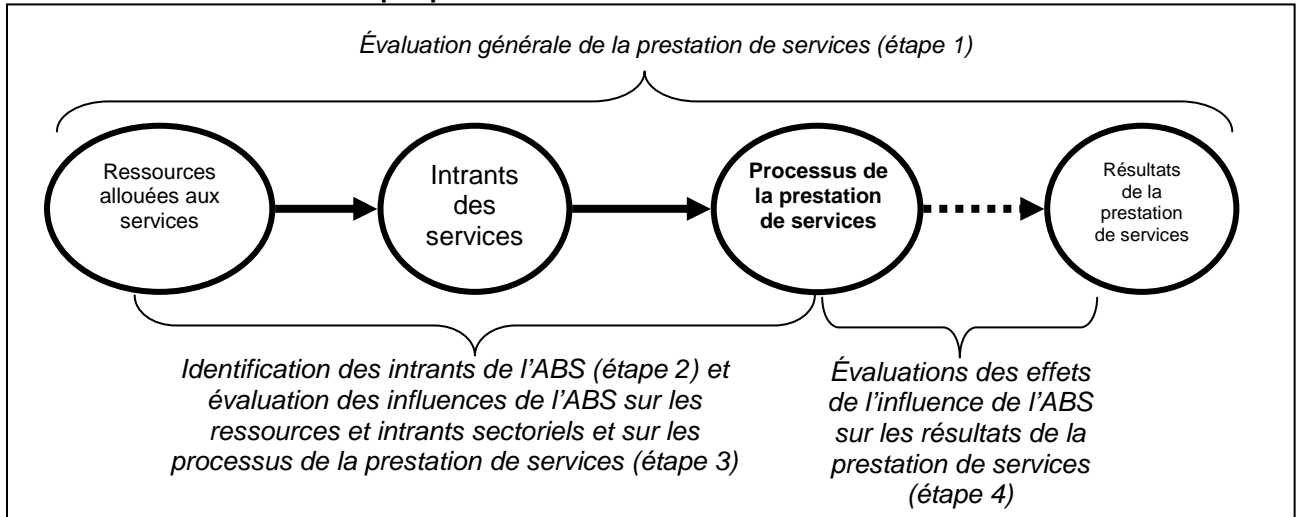 Évaluation générale de la prestation de services (étape 1)
Ressources
allouées aux
services
Intrants
des
services
Processus de
la prestation
de services
Résultats
de la
prestation
de services
Identification des intrants de l’ABS (étape 2) et
évaluation des influences de l’ABS sur les
ressources et intrants sectoriels et sur les
processus de la prestation de services (étape 3)
Évaluations des effets
de l’influence de l’ABS
sur les résultats de la
prestation de services
(étape 4)